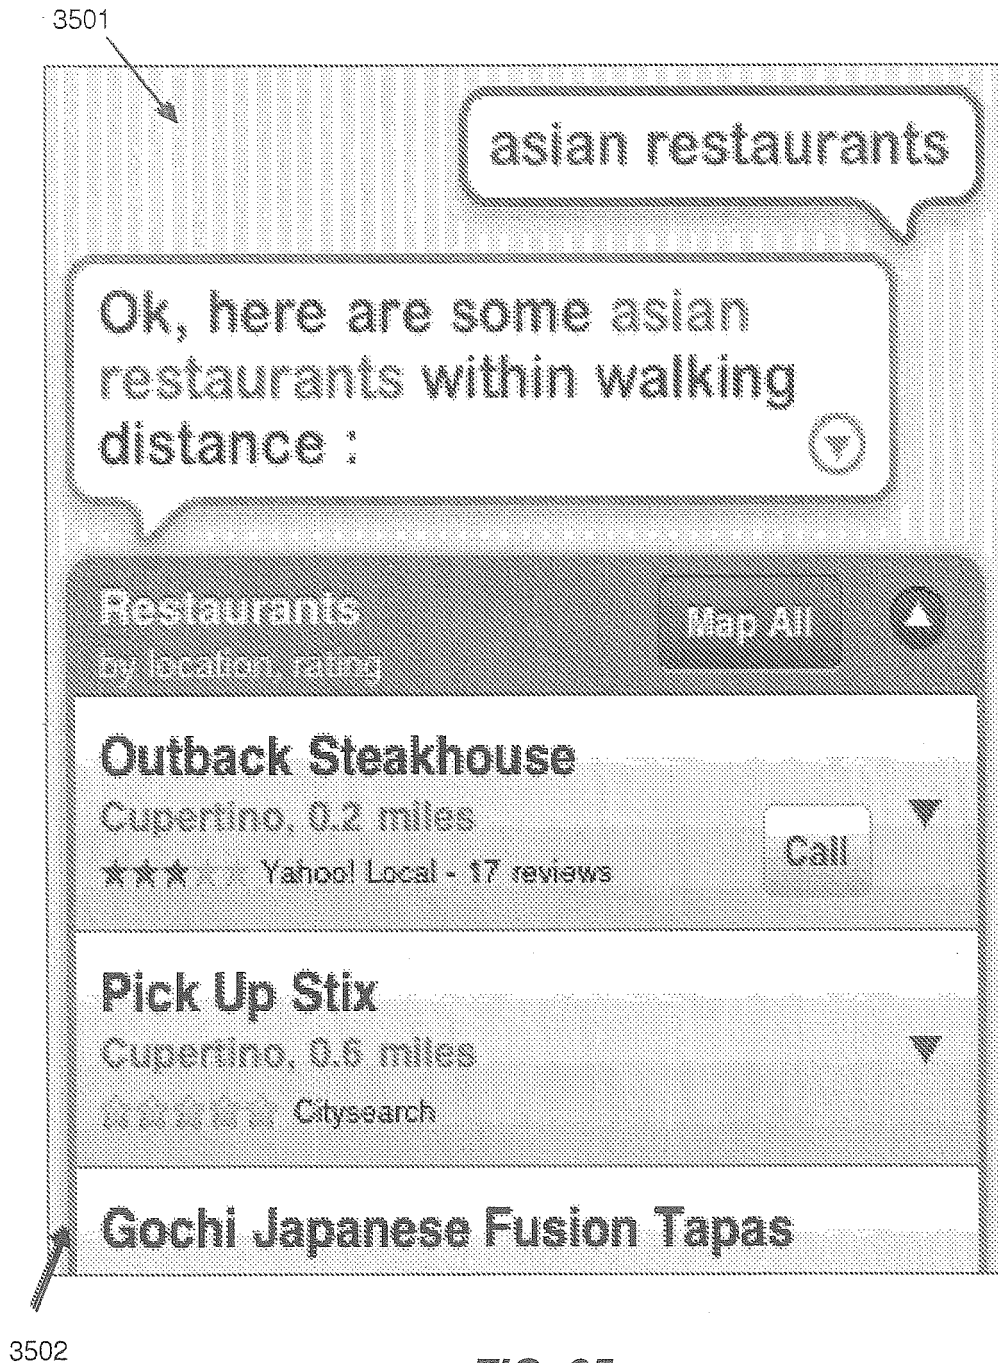 3501
asian restaurants
Ok, here are some asian
restaurants within walking
distance :
Restaurants
Map All
by location, rating
Outback Steakhouse
Cupertino, 0.2 miles
Call
Yahoo! Local - 17 reviews
Pick Up Stix
Cupertino, 0.6 miles
Citysearch
Gochi Japanese Fusion Tapas
3502